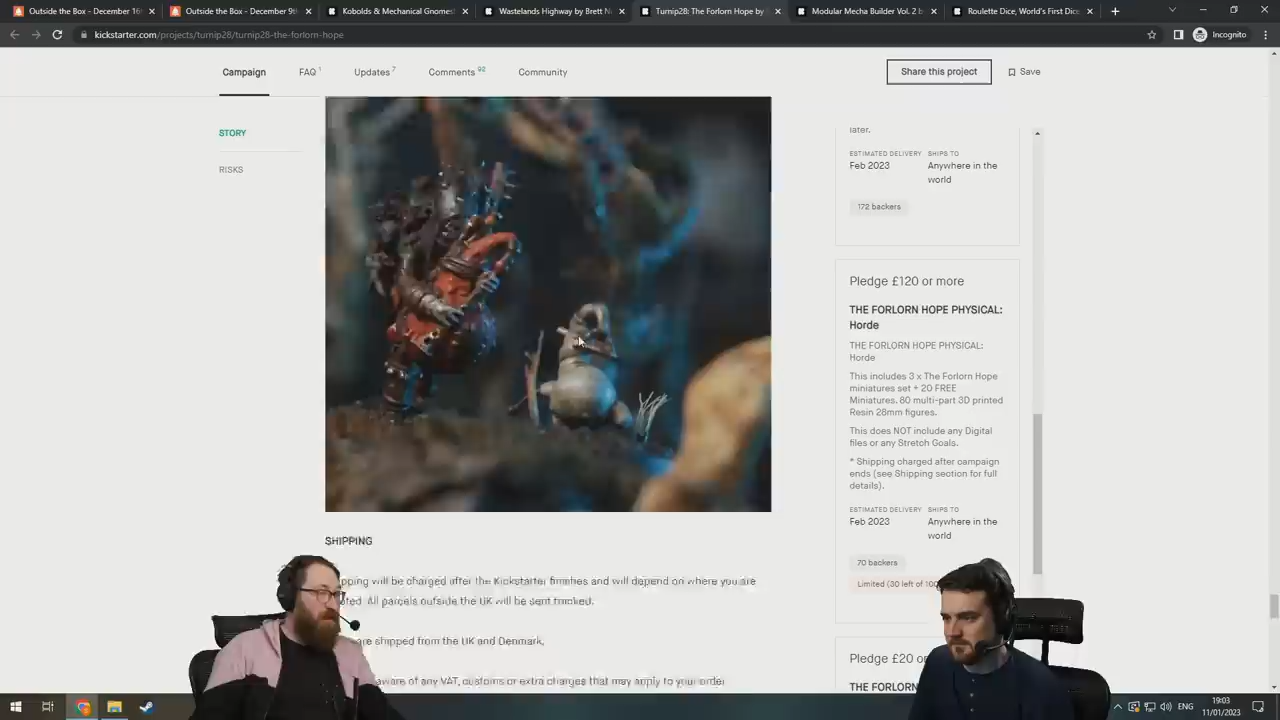 Outside the Box - December 9th
Outside the Box - December 9th
Kobolds & Mechanical Gnomes
Wastelands Highway by Brett N
Turnip28: The Forlorn Hope by
Modular Mecha Builder Vol. 2 b
Roulette Dice, World's First Dice
kickstarter.com/projects/turnip28/turnip28-the-forlorn-hope
Incognito
Campaign
FAQ 1
Updates 7
Comments 92
Community
Share this project
Save
STORY
RISKS
SHIPPING
pping will be charged after the Kickstarter finishes and will depend on where you are
All parcels outside the UK will be sent tracked.
are shipped from the UK and Denmark.
aware of any VAT, customs or extra charges that may apply to your order.
later.
ESTIMATED DELIVERY SHIPS TO
Feb 2023 Anywhere in the
world
172 backers
Pledge £120 or more
THE FORLORN HOPE PHYSICAL:
Horde
THE FORLORN HOPE PHYSICAL:
Horde
This includes 3 x The Forlorn Hope
miniatures set + 20 FREE
Miniatures. 80 multi-part 3D printed
Resin 28mm figures.
This does NOT include any Digital
files or any Stretch Goals.
* Shipping charged after campaign
ends (see Shipping section for full
details).
ESTIMATED DELIVERY SHIPS TO
Feb 2023 Anywhere in the
world
70 backers
Limited (30 left of 100
Pledge £20 o
THE FORLORN
ENG
19:03
11/01/2023